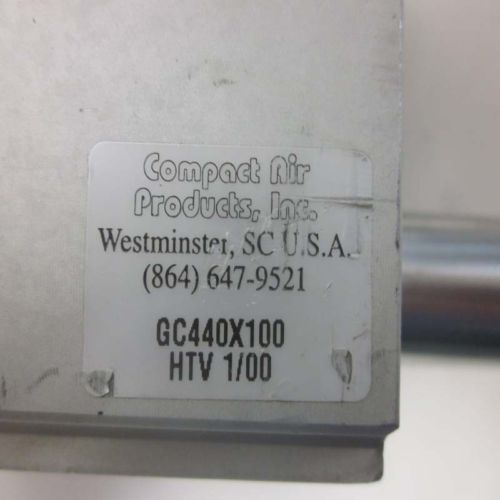 Compact Air
Products, Inc.
Westminster, SC U.S.A.
(864) 647-9521
GC440X100
HTV 1/00